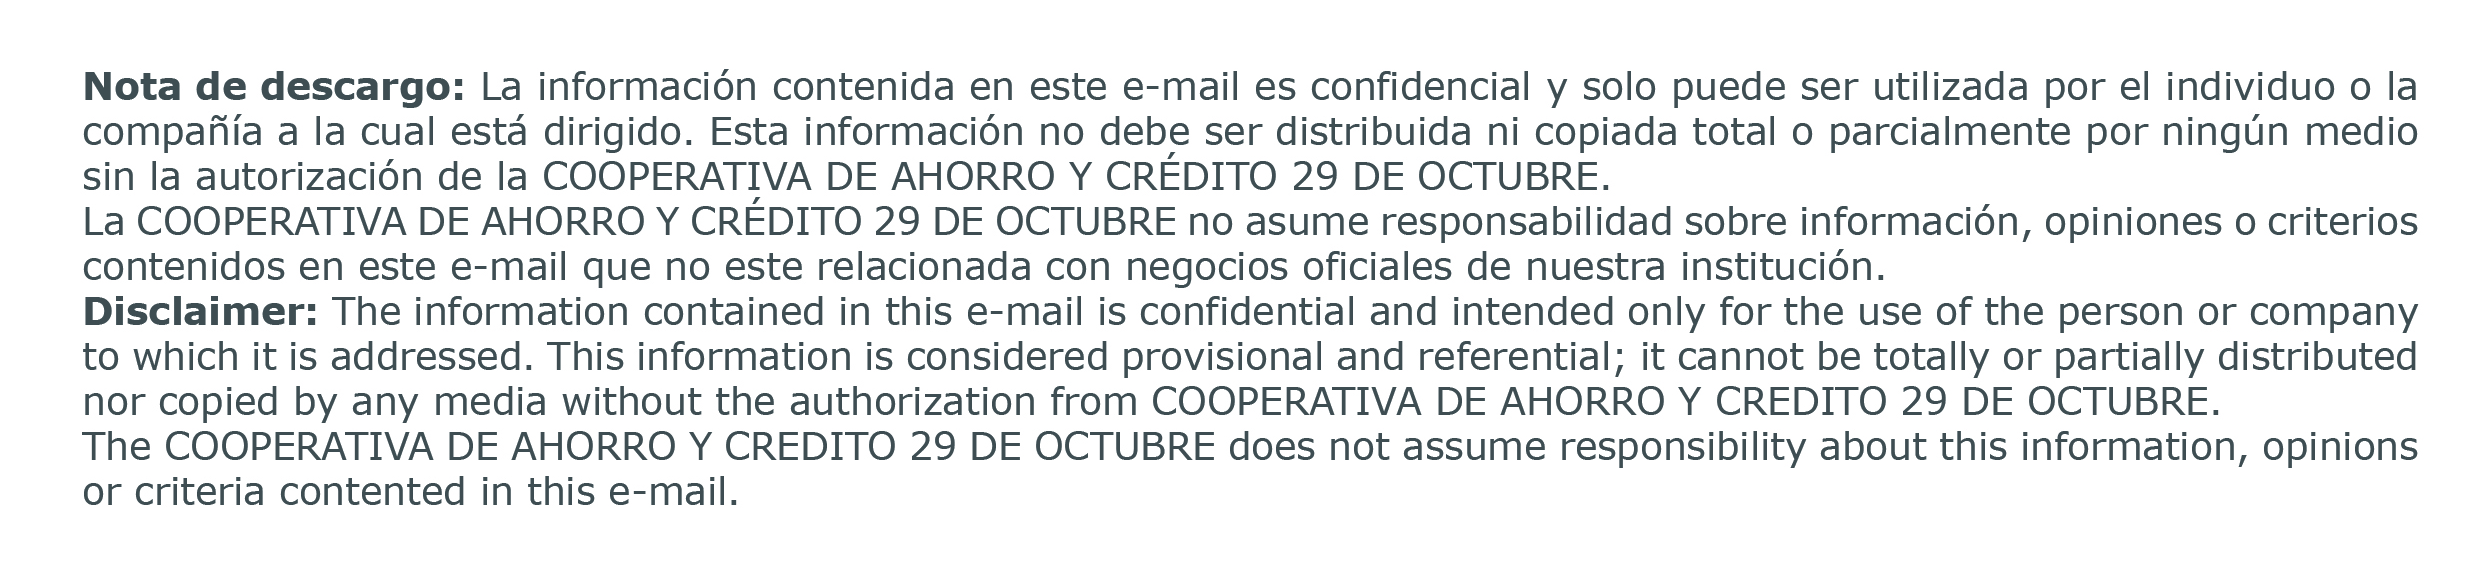 Nota de descargo: La información contenida en este e-mail es confidencial y solo puede ser utilizada por el individuo o la
compañía a la cual está dirigido. Esta información no debe ser distribuida ni copiada total o parcialmente por ningún medio
sin la autorización de la COOPERATIVA DE AHORRO Y CRÉDITO 29 DE OCTUBRE.
La COOPERATIVA DE AHORRO Y CRÉDITO 29 DE OCTUBRE no asume responsabilidad sobre información, opiniones o criterios
contenidos en este e-mail que no este relacionada con negocios oficiales de nuestra institución.
Disclaimer: The information contained in this e-mail is confidential and intended only for the use of the person or company
to which it is addressed. This information is considered provisional and referential; it cannot be totally or partially distributed
nor copied by any media without the authorization from COOPERATIVA DE AHORRO Y CREDITO 29 DE OCTUBRE.
The COOPERATIVA DE AHORRO Y CREDITO 29 DE OCTUBRE does not assume responsibility about this information, opinions
or criteria contented in this e-mail.